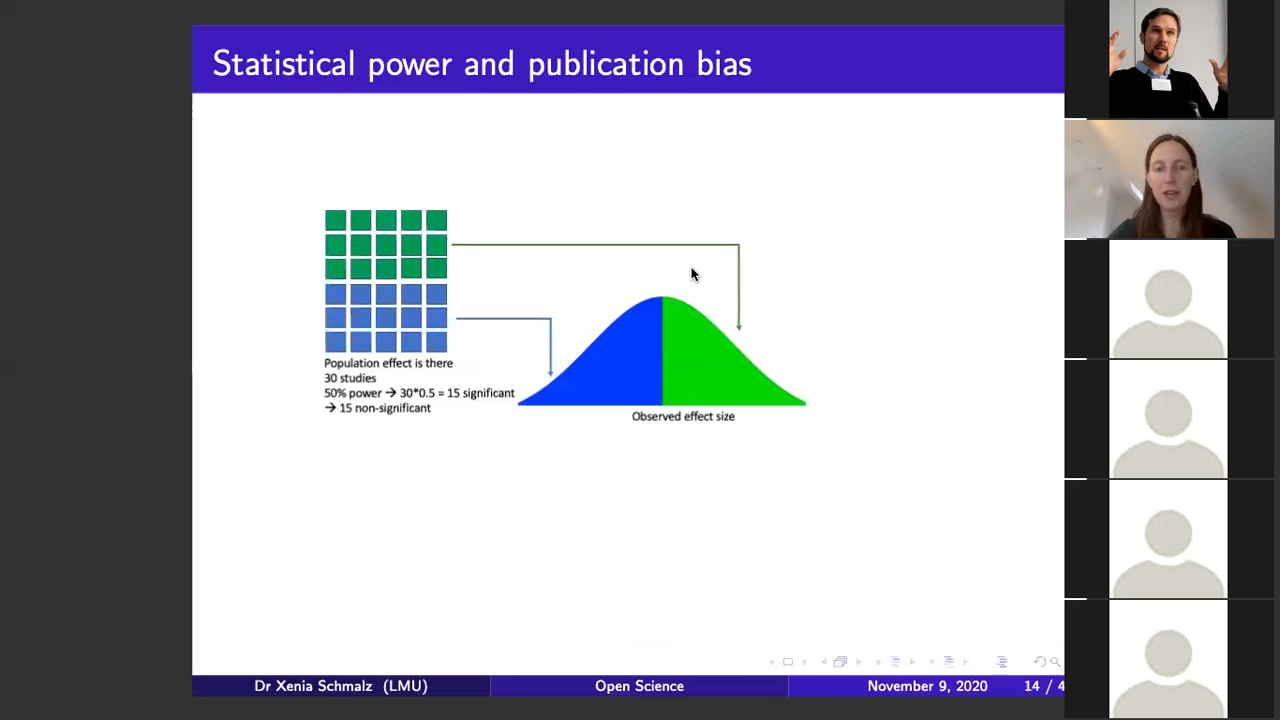 Statistical power and publication bias
Population effect is there
30 studies
50% power → 30*0.5 = 15 significant
→ 15 non-significant
Observed effect size
Dr Xenia Schmalz (LMU)
Open Science
November 9, 2020
14 / 4